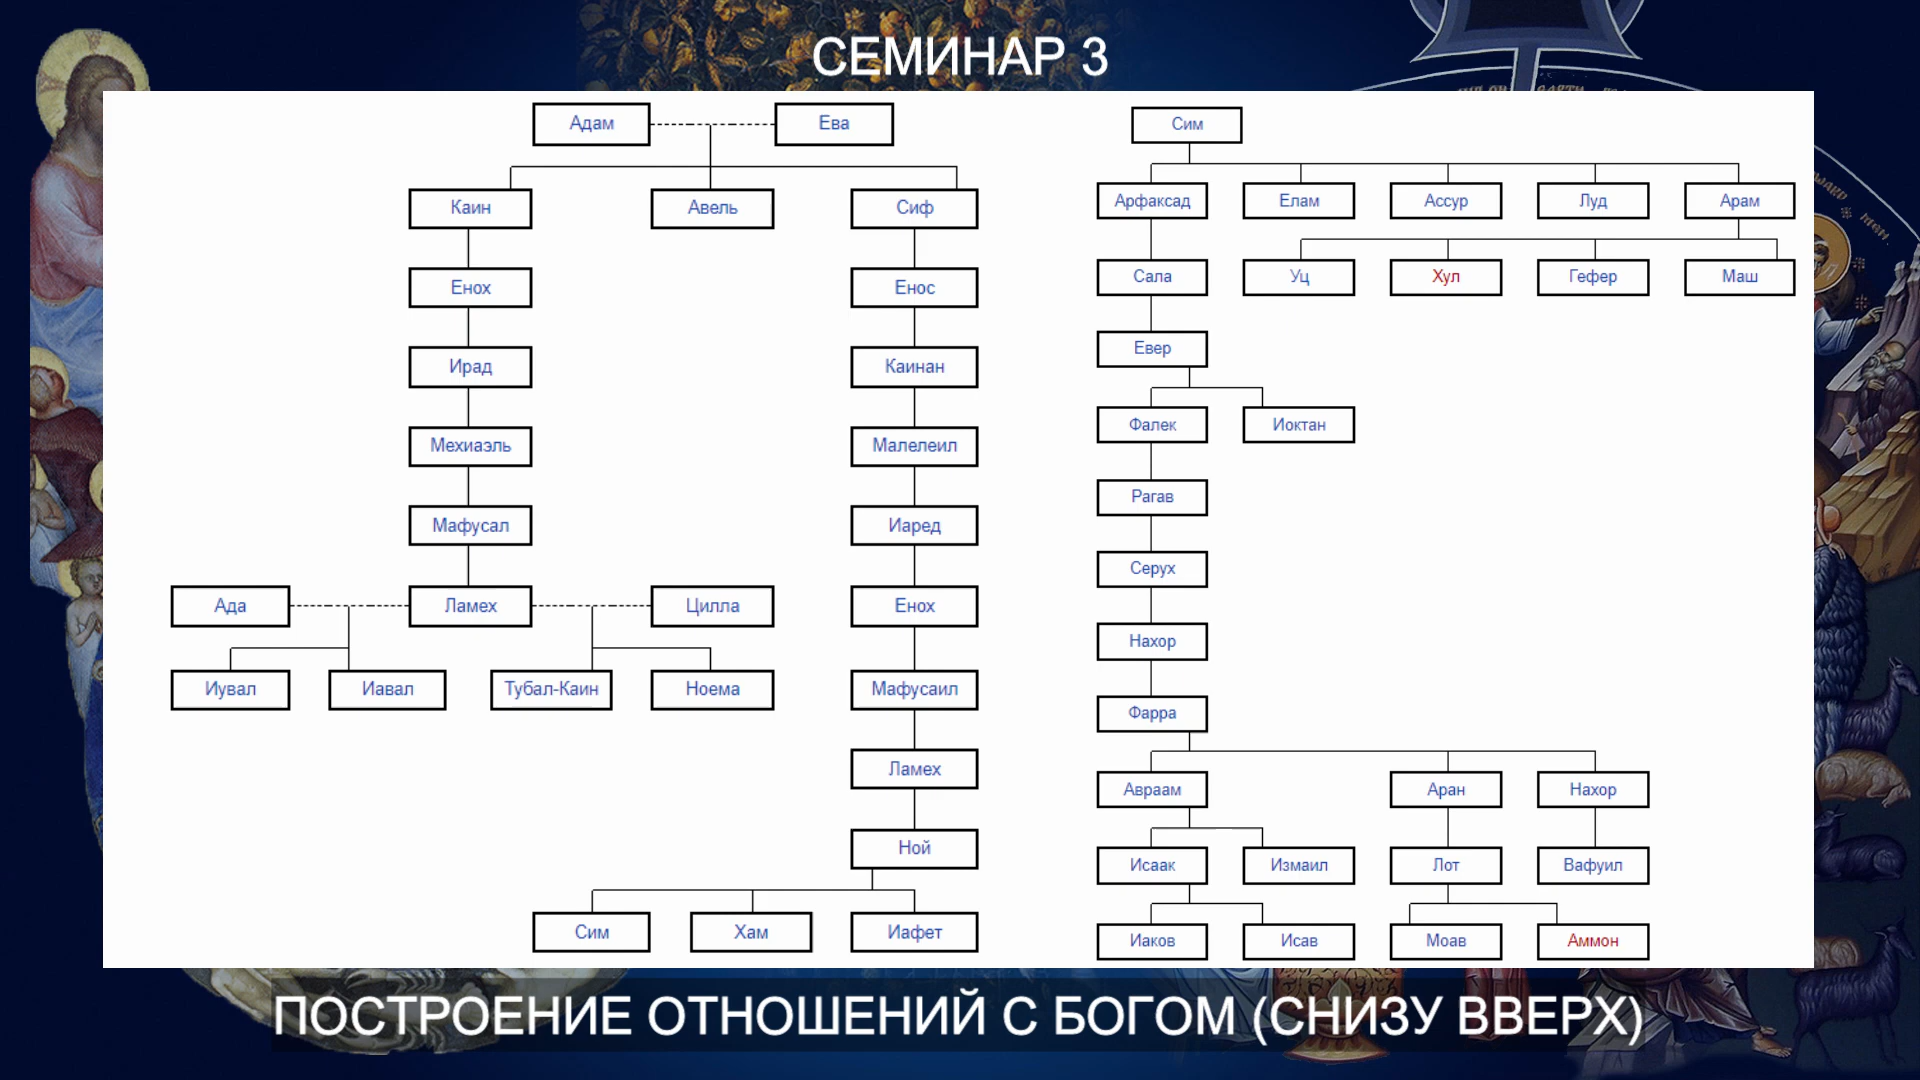 СЕМИНАР 3
Адам
Ева
Каин
Авель
Сиф
Енох
Енос
Ирад
Каинан
Мехиаэль
Малелеил
Мафусал
Иаред
Ада
Ламех
Цилла
Енох
Иувал
Иавал
Тубал-Каин
Ноема
Мафусаил
Ламех
Ной
Сим
Хам
Иафет
Сим
Арфаксад
Елам
Ассур
Луд
Арам
Сала
Уц
Хул
Гефер
Маш
Евер
Фалек
Иоктан
Рагав
Серух
Нахор
Фарра
Авраам
Аран
Нахор
Исаак
Измаил
Лот
Вафуил
Иаков
Исав
Моав
Аммон
ПОСТРОЕНИЕ ОТНОШЕНИЙ С БОГОМ (СНИЗУ ВВЕРХ)